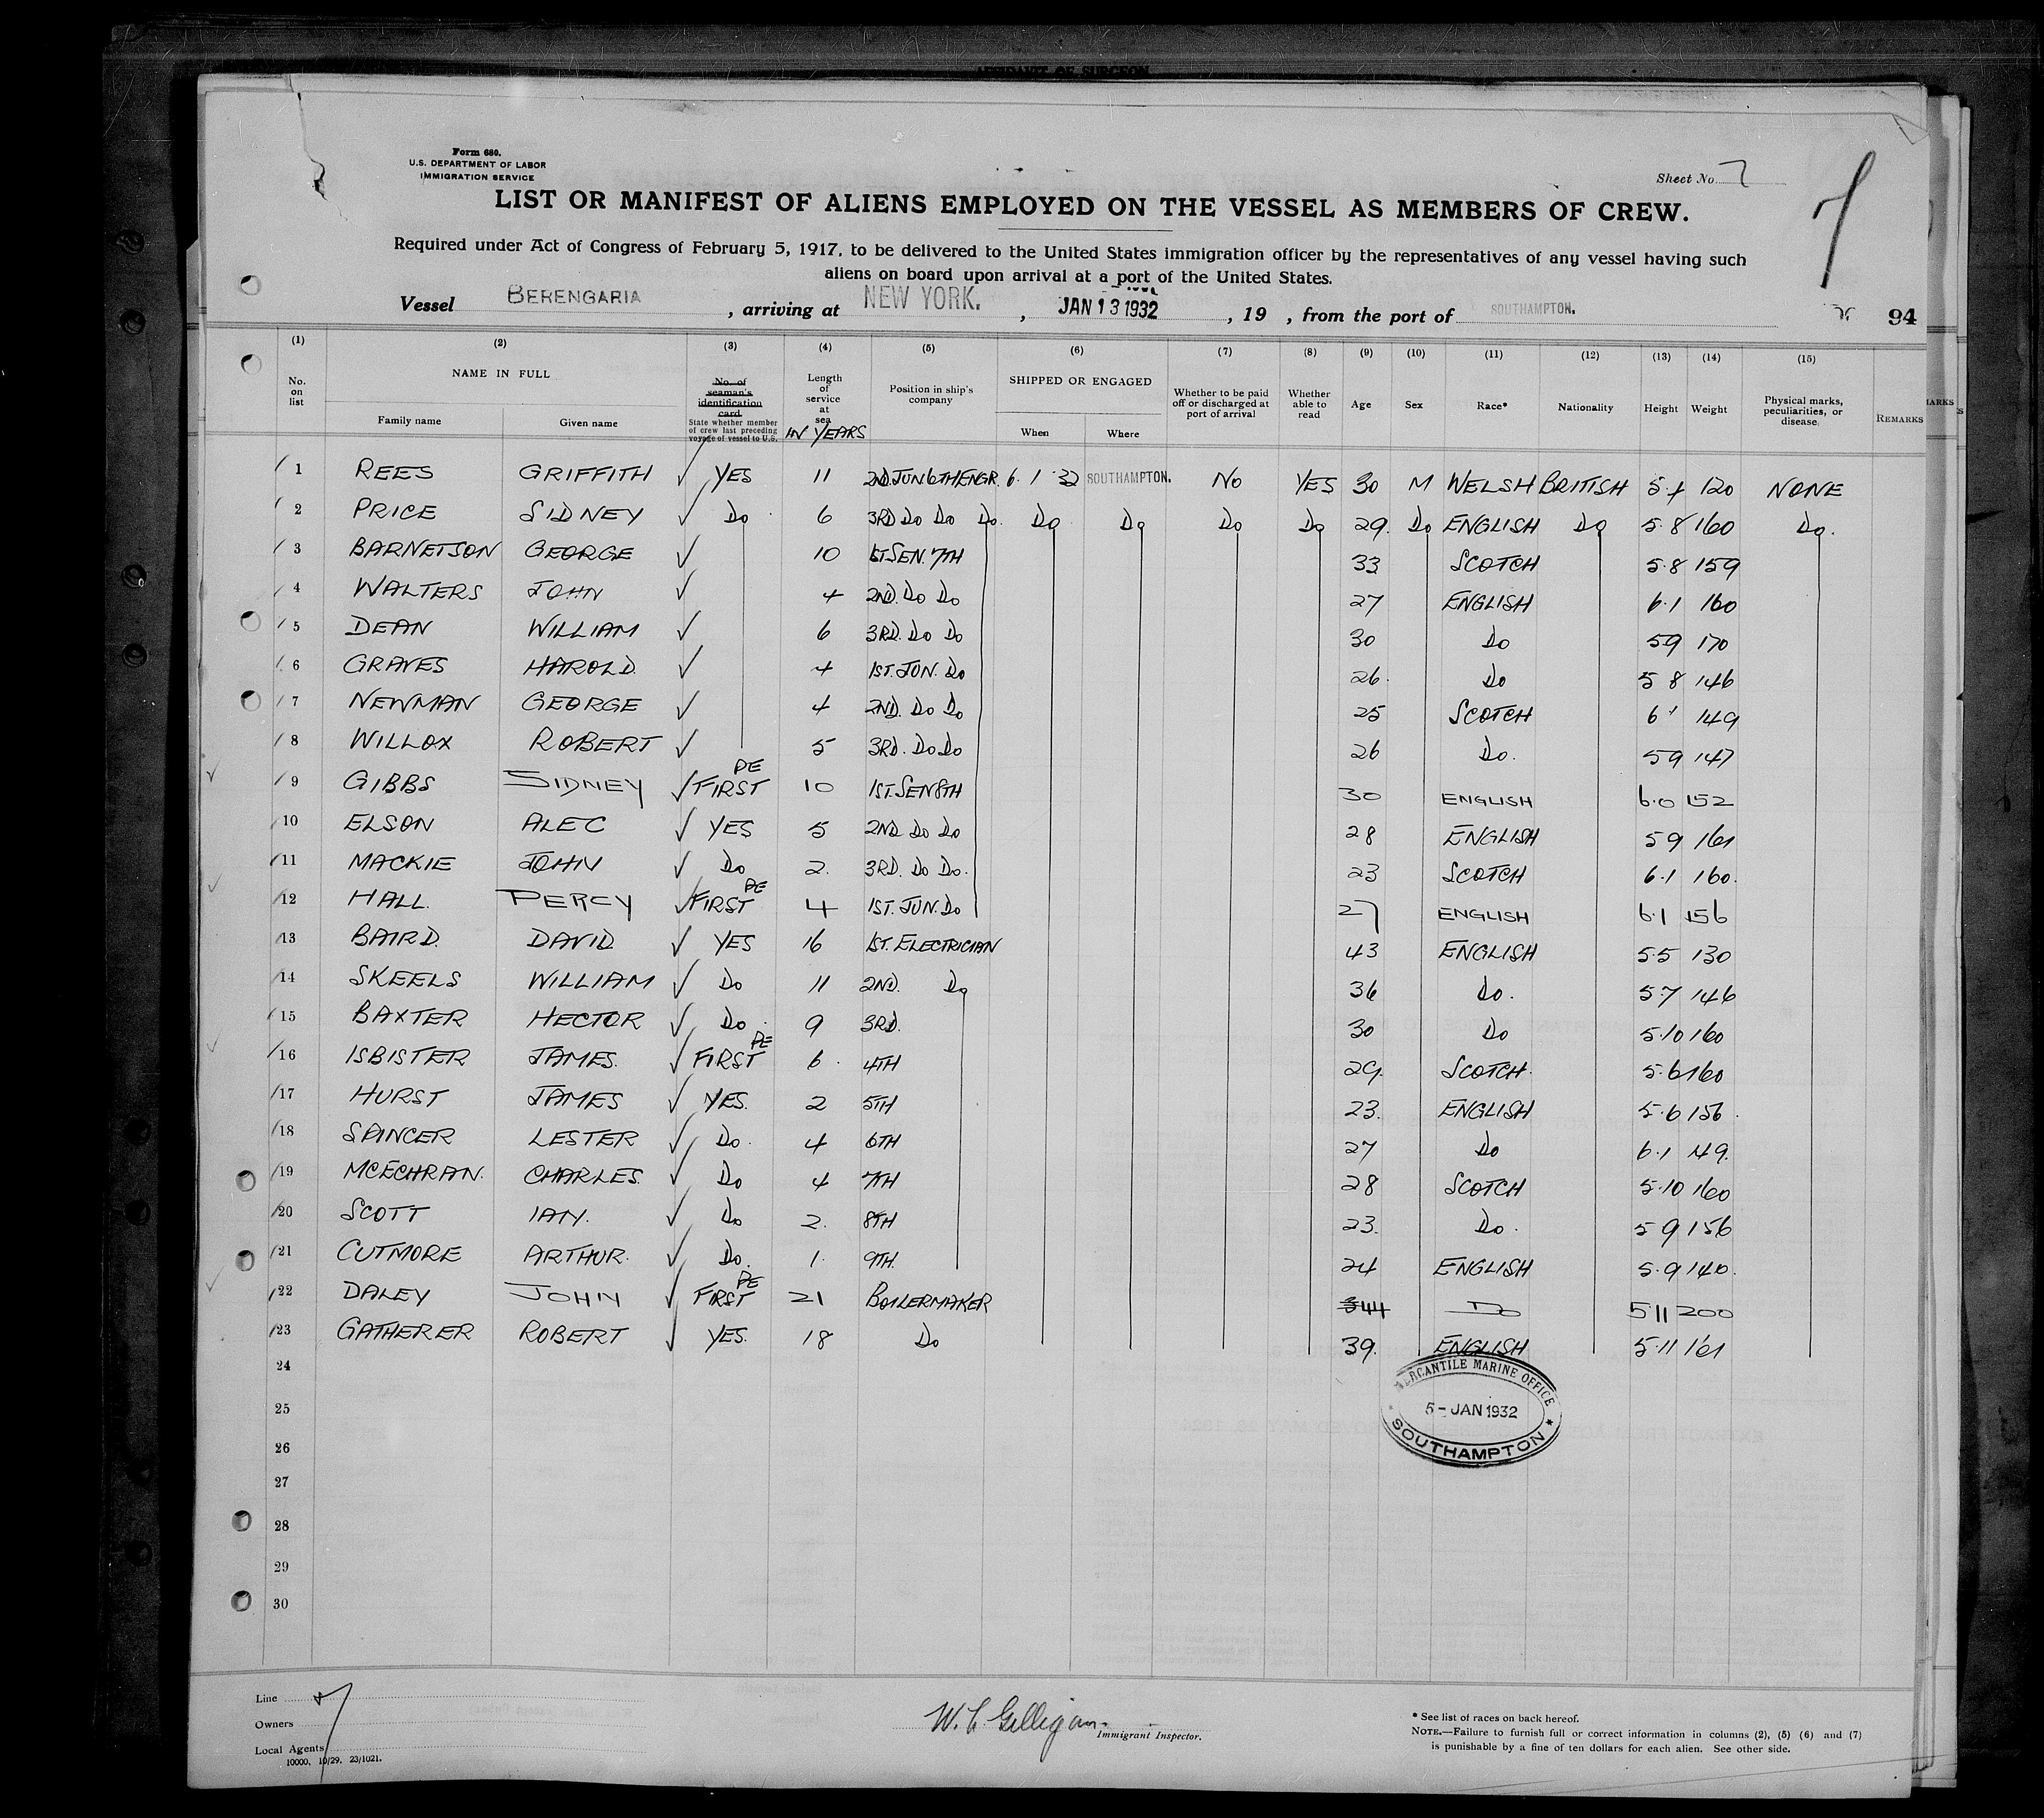 AFFIDAVIT OF SURGEON
Form 680.
U.S. DEPARTMENT OF LABOR
IMMIGRATION SERVICE
Sheet No. 7
7
LIST OR MANIFEST OF ALIENS EMPLOYED ON THE VESSEL AS MEMBERS OF CREW.
Required under Act of Congress of February 5, 1917, to be delivered to the United States immigration officer by the representatives of any vessel having such
aliens on board upon arrival at a port of the United States.
Vessel BERENGARIA, arriving at NEW YORK., JAN 13 1932, 19 , from the port of SOUTHAMPTON. 94
(1) (2) (3) (4) (5) (6) (7) (8) (9) (10) (11) (12) (13) (14) (15)
No. on list
NAME IN FULL
Family name Given name
No. of seaman's identification card
State whether member of crew last preceding voyage of vessel to U.S.
Length of service at sea IN YEARS
Position in ship's company
SHIPPED OR ENGAGED
When Where
Whether to be paid off or discharged at port of arrival
Whether able to read
Age Sex Race* Nationality Height Weight
Physical marks, peculiarities, or disease.
REMARKS
1 REES GRIFFITH ✓ YES 11 2ND.JUN 6TH ENGR. 6.1.32 SOUTHAMPTON. NO YES 30 M WELSH BRITISH 5.4 120 NONE
2 PRICE SIDNEY ✓ Do 6 3RD Do Do Do. Do Do Do Do 29. Do ENGLISH Do 5.8 160 Do.
3 BARNETSON GEORGE ✓ 10 1ST SEN. 7TH 33 SCOTCH 5.8 159
4 WALTERS JOHN ✓ 4 2ND. Do Do 27 ENGLISH 6.1 160
5 DEAN WILLIAM ✓ 6 3RD. Do Do 30 Do 59 170
6 GRAVES HAROLD. ✓ 4 1ST. JUN. Do 26. Do 5 8 146
7 NEWMAN GEORGE ✓ 4 2ND. Do Do 25 SCOTCH 6' 149
8 WILLOX ROBERT ✓ 5 3RD. Do Do 26 Do. 59 147
9 GIBBS SIDNEY ✓ FIRST PE 10 1ST. SEN 8TH 30 ENGLISH 6.0 152
10 ELSON ALEC ✓ YES 5 2ND Do Do 28 ENGLISH 59 161
11 MACKIE JOHN ✓ Do 2. 3RD. Do Do. 23 SCOTCH 6.1 160.
12 HALL. PERCY ✓ FIRST PE 4 1ST. JUN. Do 27 ENGLISH 6.1 156
13 BAIRD. DAVID ✓ YES 16 1ST. ELECTRICIAN 43 ENGLISH 5.5 130
14 SKEELS WILLIAM ✓ Do 11 2ND. Do 36 Do. 5.7 146
15 BAXTER HECTOR ✓ Do. 9 3RD. 30 Do 5.10 160
16 ISBISTER JAMES. ✓ FIRST PE 6. 4TH 29. SCOTCH. 5.6 160
17 HURST JAMES ✓ YES. 2 5TH 23. ENGLISH 5.6 156.
18 SPINCER LESTER ✓ Do. 4 6TH 27 Do 6.1 149.
19 MCECHRAN. CHARLES. ✓ Do 4 7TH 28 SCOTCH 5.10 160
20 SCOTT IAN. ✓ Do 2. 8TH 23. Do. 5 9 156
21 CUTMORE ARTHUR. ✓ Do. 1. 9TH. 24 ENGLISH 5.9 140.
22 DALEY JOHN ✓ FIRST PE 21 BOILERMAKER 344 Do 5.11 200
23 GATHERER ROBERT ✓ YES. 18 Do 39. ENGLISH 5.11 161
24
25
26
27
28
29
30
MERCANTILE MARINE OFFICE
5 - JAN 1932
SOUTHAMPTON
Line
Owners
Local Agents
7
10000, 10/29. 23/1021.
W. C. Gilligan
Immigrant Inspector.
* See list of races on back hereof.
NOTE.—Failure to furnish full or correct information in columns (2), (5) (6) and (7)
is punishable by a fine of ten dollars for each alien. See other side.